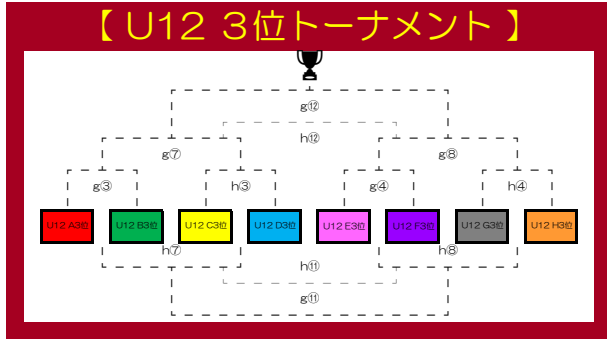 【 U12 3位トーナメント 】
g⑫
h⑫
g⑦ g⑧
g③ h③ g④ h④
U12 A3位 U12 B3位 U12 C3位 U12 D3位 U12 E3位 U12 F3位 U12 G3位 U12 H3位
h⑦ h⑧
h⑪
g⑪